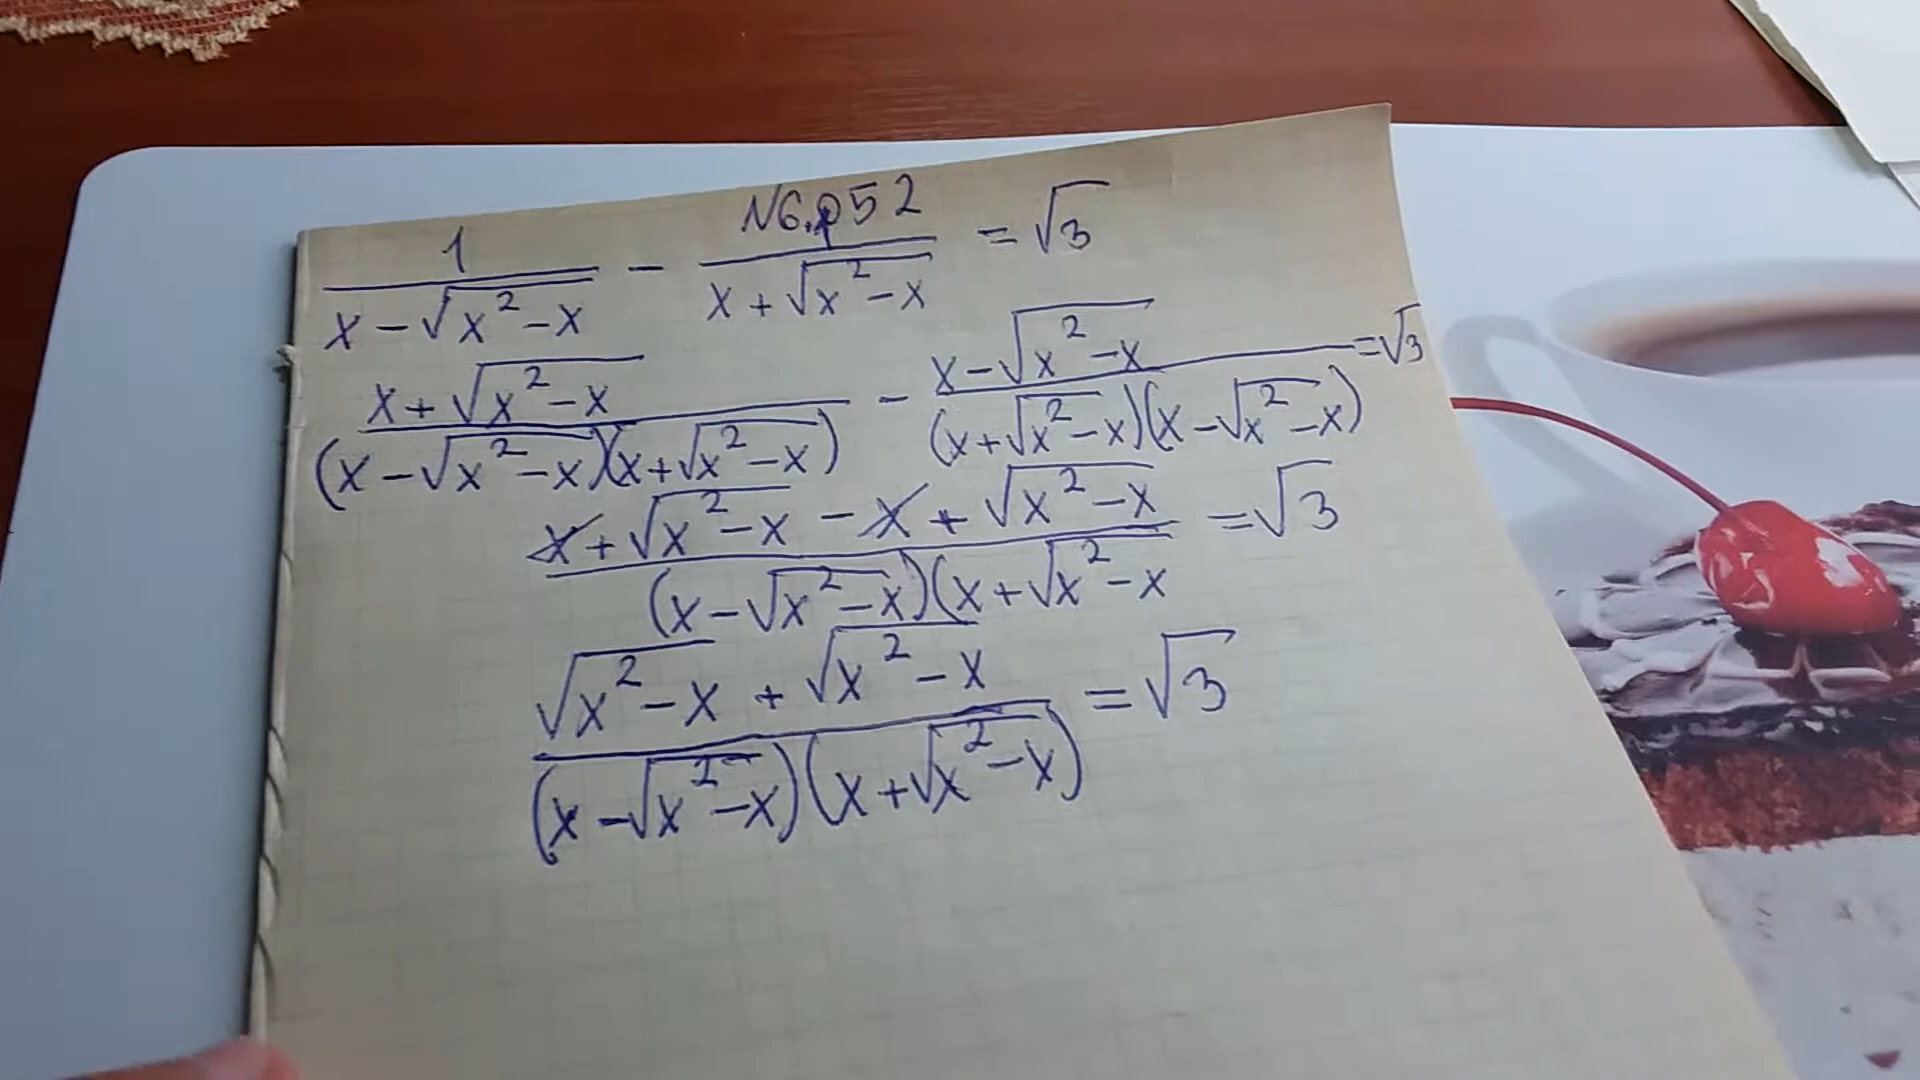 N6.052
1/(x-√(x²-x)) - 1/(x+√(x²-x)) = √3
(x+√(x²-x))/((x-√(x²-x))(x+√(x²-x))) - (x-√(x²-x))/((x+√(x²-x))(x-√(x²-x))) = √3
(x+√(x²-x) - x + √(x²-x))/((x-√(x²-x))(x+√(x²-x) = √3
(√(x²-x) + √(x²-x))/((x-√(x²-x))(x+√(x²-x))) = √3